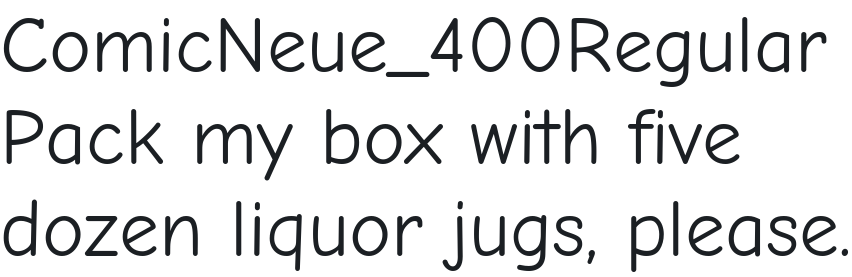 ComicNeue_400Regular
Pack my box with five
dozen liquor jugs, please.